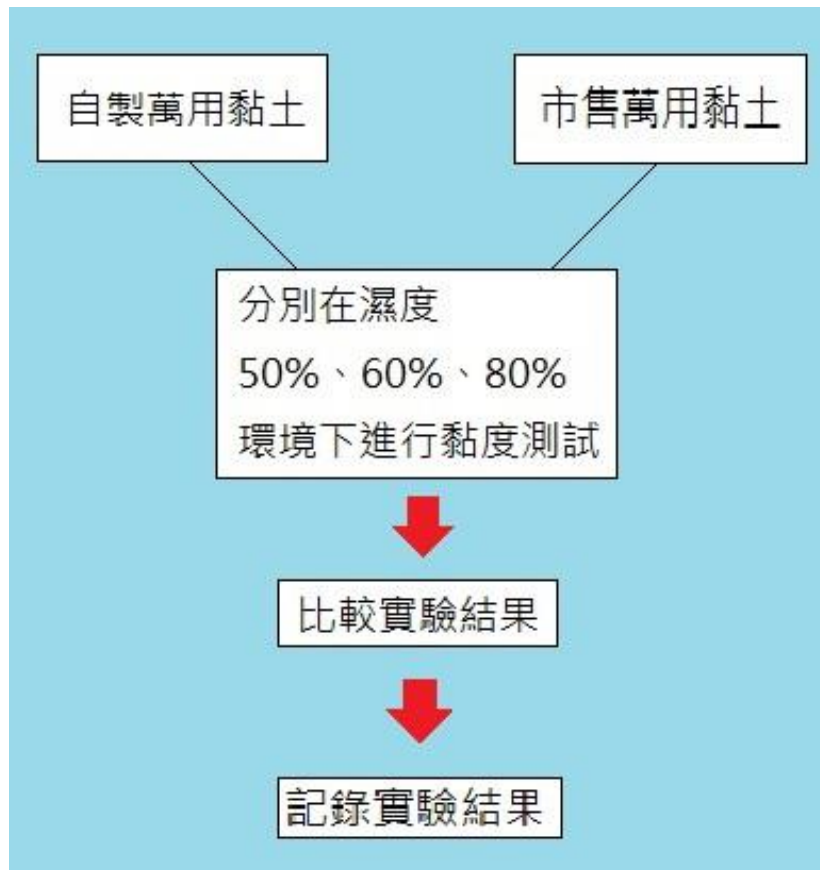 自製萬用黏土
市售萬用黏土
分別在濕度
50%、60%、80%
環境下進行黏度測試
比較實驗結果
記錄實驗結果